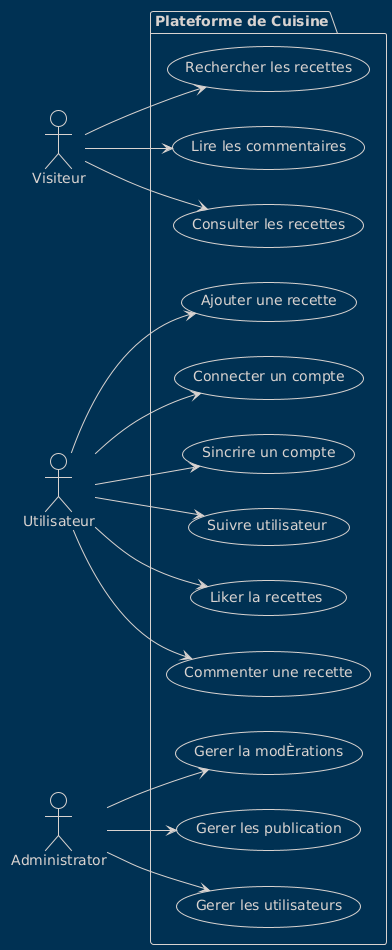 Plateforme de Cuisine
Rechercher les recettes
Lire les commentaires
Visiteur
Consulter les recettes
Ajouter une recette
Connecter un compte
Sincrire un compte
Utilisateur
Suivre utilisateur
Liker la recettes
Commenter une recette
Gerer la modÈrations
Gerer les publication
Administrator
Gerer les utilisateurs